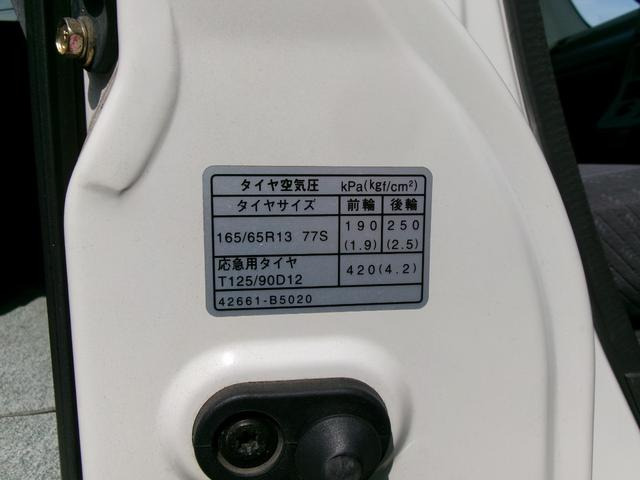 タイヤ空気圧 kPa(kgf/cm²)
タイヤサイズ 前輪 後輪
165/65R13 77S 190 250
(1.9) (2.5)
応急用タイヤ
T125/90D12 420(4.2)
42661-B5020